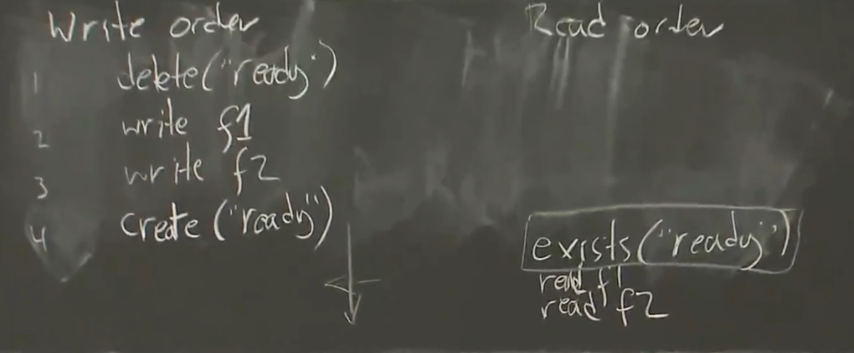 Write order
1 delete("ready")
2 write f1
3 write f2
4 create("ready")
Read order
exists("ready")
read f1
read f2